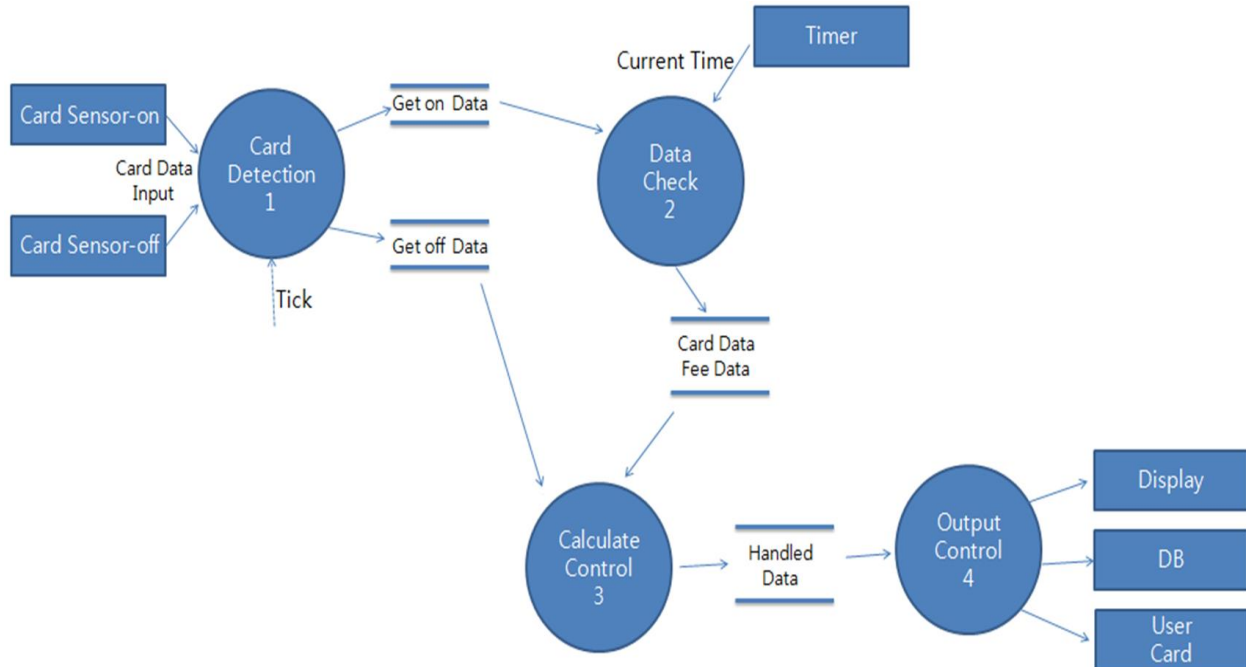 Timer
Current Time
Card Sensor-on
Get on Data
Card
Detection
1
Data
Check
2
Card Data
Input
Card Sensor-off
Get off Data
Tick
Card Data
Fee Data
Calculate
Control
3
Handled
Data
Output
Control
4
Display
DB
User
Card